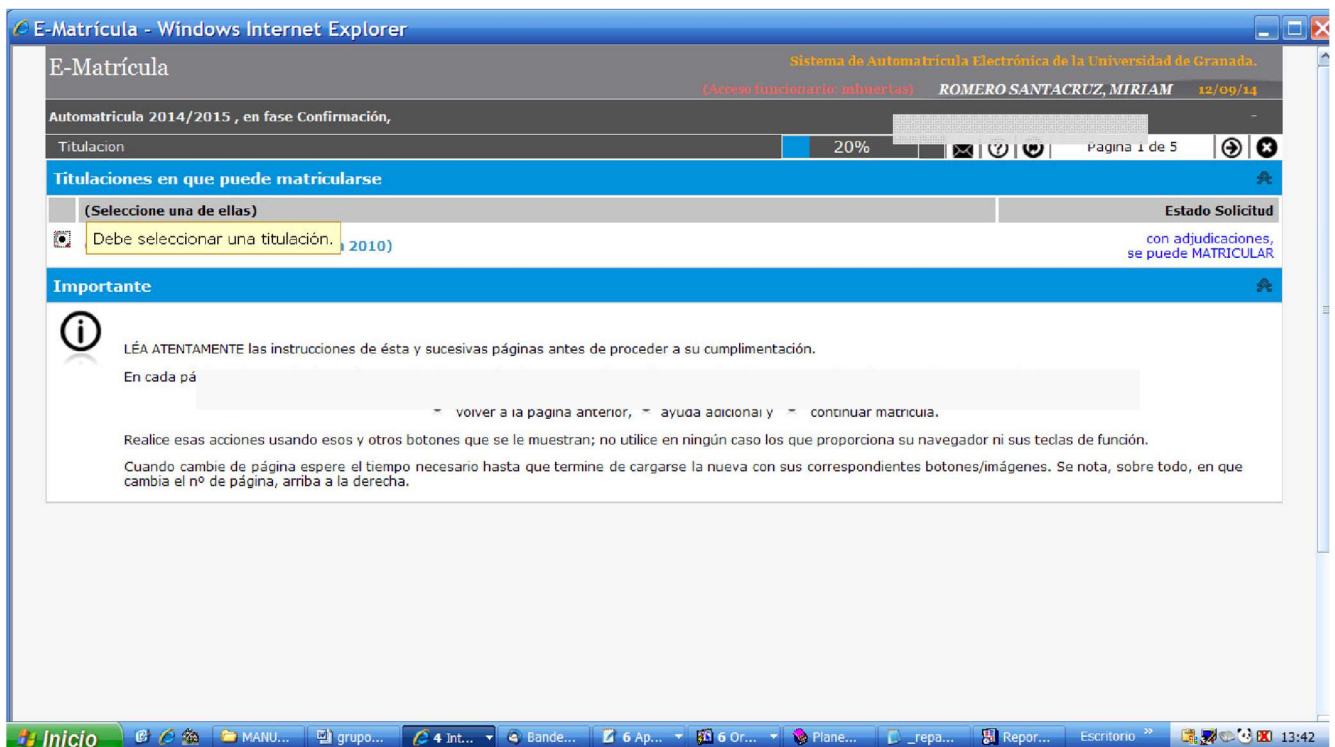 E-Matrícula - Windows Internet Explorer
E-Matrícula
Sistema de Automatrícula Electrónica de la Universidad de Granada.
(Acceso funcionario: mhuertas) ROMERO SANTACRUZ, MIRIAM 12/09/14
Automatricula 2014/2015 , en fase Confirmación,
Titulacion 20% Pagina 1 de 5
Titulaciones en que puede matricularse
(Seleccione una de ellas) Estado Solicitud
Debe seleccionar una titulación. 2010) con adjudicaciones,
se puede MATRICULAR
Importante
LÉA ATENTAMENTE las instrucciones de ésta y sucesivas páginas antes de proceder a su cumplimentación.
En cada pá
volver a la página anterior, ayuda adicional y continuar matrícula.
Realice esas acciones usando esos y otros botones que se le muestran; no utilice en ningún caso los que proporciona su navegador ni sus teclas de función.
Cuando cambie de página espere el tiempo necesario hasta que termine de cargarse la nueva con sus correspondientes botones/imágenes. Se nota, sobre todo, en que
cambia el nº de página, arriba a la derecha.
Inicio MANU... grupo... 4 Int... Bande... 6 Ap... 6 Or... Plane... _repa... Repor... Escritorio » 13:42